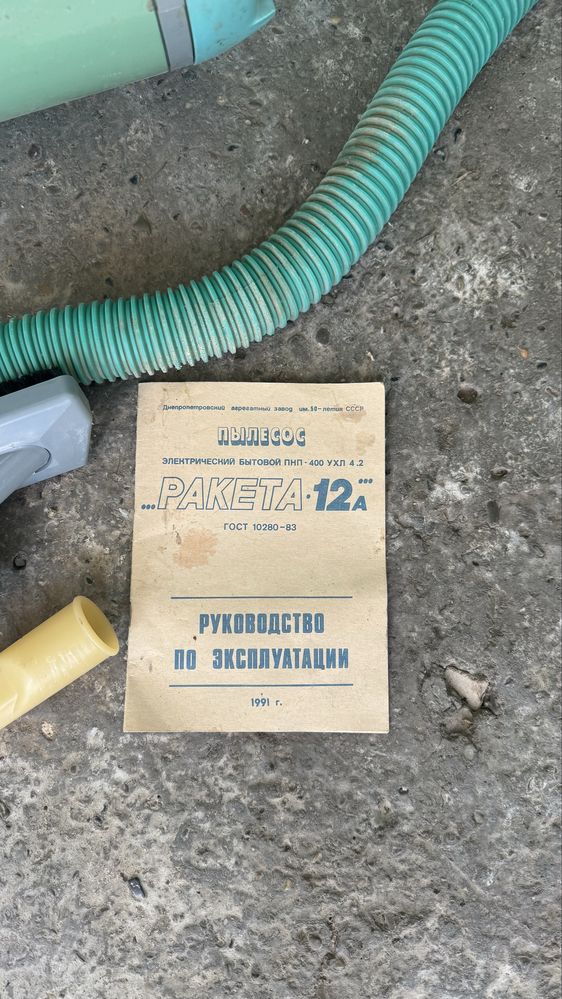 Днепропетровский агрегатный завод им. 50-летия СССР
ПЫЛЕСОС
ЭЛЕКТРИЧЕСКИЙ БЫТОВОЙ ПНП-400 УХЛ 4.2
„РАКЕТА·12А"
ГОСТ 10280-83
РУКОВОДСТВО
ПО ЭКСПЛУАТАЦИИ
1991 г.